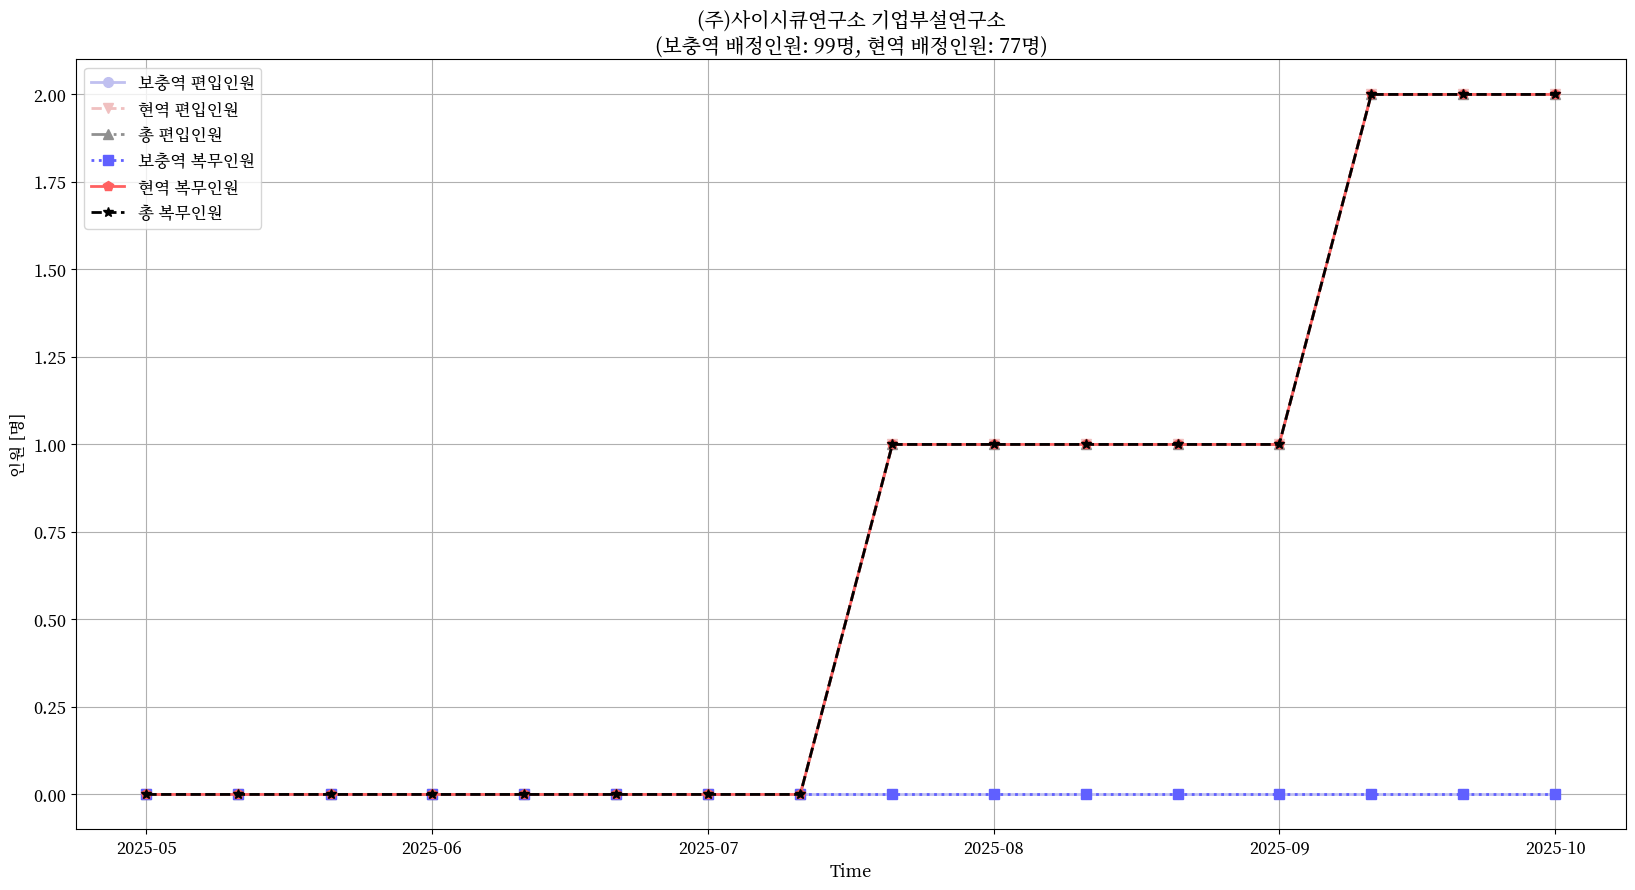 (주)사이시큐연구소 기업부설연구소
(보충역 배정인원: 99명, 현역 배정인원: 77명)
보충역 편입인원
현역 편입인원
총 편입인원
보충역 복무인원
현역 복무인원
총 복무인원
인원 [명]
2.00
1.75
1.50
1.25
1.00
0.75
0.50
0.25
0.00
2025-05 2025-06 2025-07 2025-08 2025-09 2025-10
Time